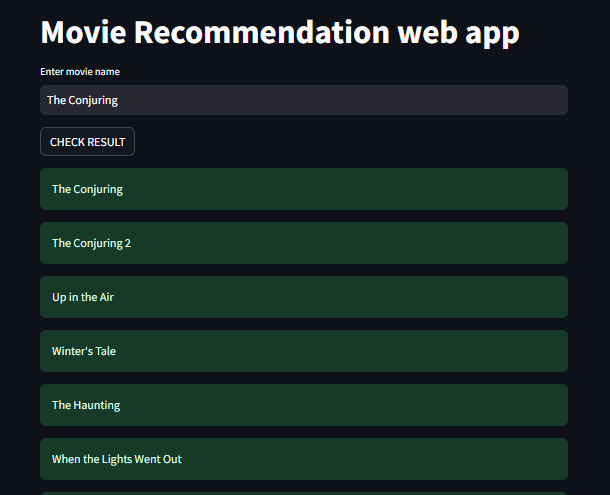 Movie Recommendation web app
Enter movie name
The Conjuring
CHECK RESULT
The Conjuring
The Conjuring 2
Up in the Air
Winter's Tale
The Haunting
When the Lights Went Out